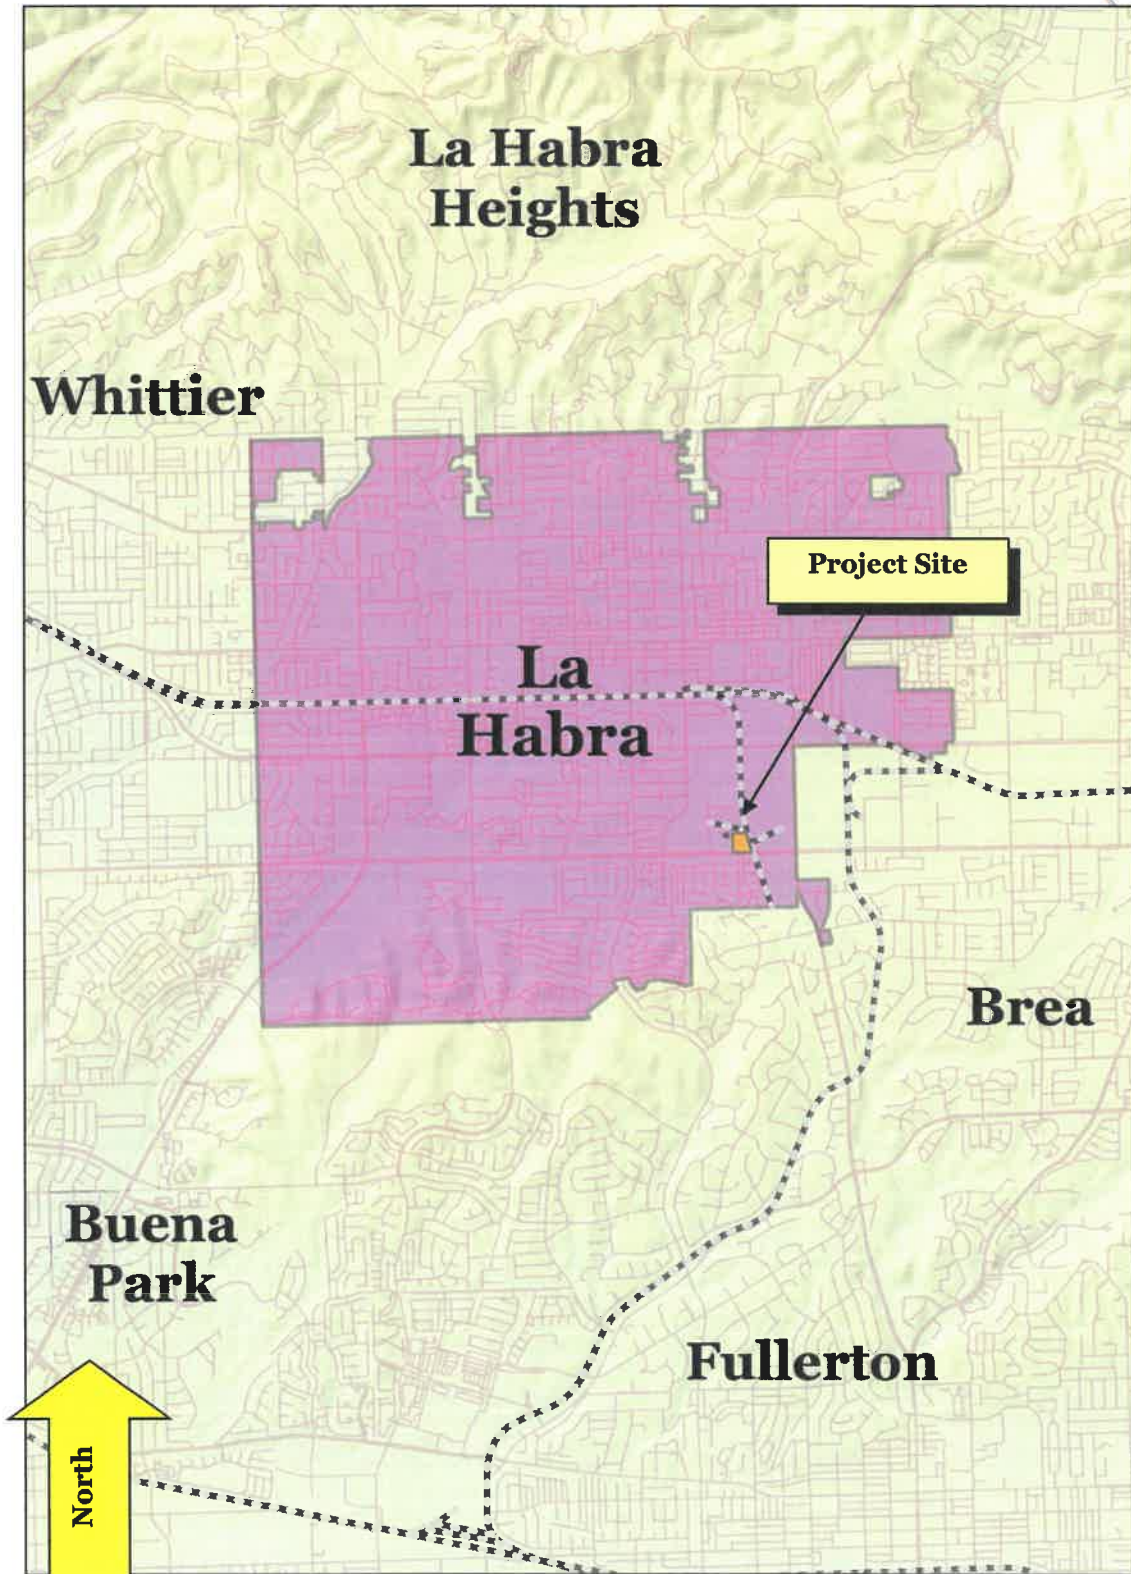 La Habra
Heights
Whittier
Project Site
La
Habra
Brea
Buena
Park
Fullerton
North